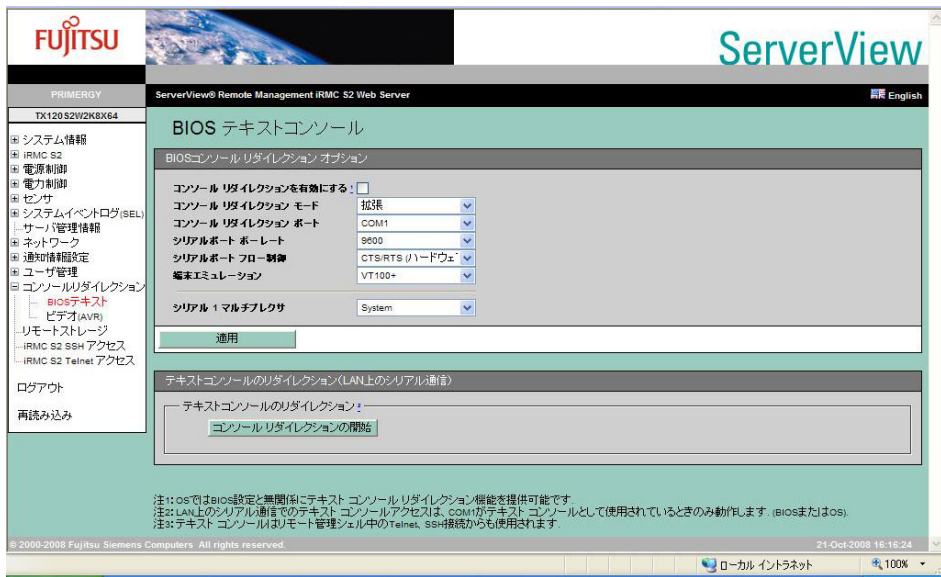 FUJITSU
ServerView
PRIMERGY
ServerView® Remote Management iRMC S2 Web Server
English
TX120S2W2K8X64
システム情報
iRMC S2
電源制御
電力制御
センサ
システムイベントログ(SEL)
サーバ管理情報
ネットワーク
通知情報設定
ユーザ管理
コンソールリダイレクション
BIOSテキスト
ビデオ(AVR)
リモートストレージ
iRMC S2 SSH アクセス
iRMC S2 Telnet アクセス
ログアウト
再読み込み
BIOS テキストコンソール
BIOSコンソール リダイレクション オプション
コンソール リダイレクションを有効にする
コンソール リダイレクション モード 拡張
コンソール リダイレクション ポート COM1
シリアルポート ボーレート 9600
シリアルポート フロー制御 CTS/RTS (ハードウェ
端末エミュレーション VT100+
シリアル 1 マルチプレクサ System
適用
テキストコンソールのリダイレクション(LAN上のシリアル通信)
テキストコンソールのリダイレクション
コンソール リダイレクションの開始
注1: OSではBIOS設定と無関係にテキスト コンソール リダイレクション機能を提供可能です.
注2: LAN上のシリアル通信でのテキスト コンソールアクセスは、COM1がテキスト コンソールとして使用されているときのみ動作します. (BIOSまたはOS).
注3: テキスト コンソールはリモート管理シェル中のTelnet, SSH接続からも使用されます.
© 2000-2008 Fujitsu Siemens Computers All rights reserved.
21-Oct-2008 16:16:24
ローカル イントラネット
100%